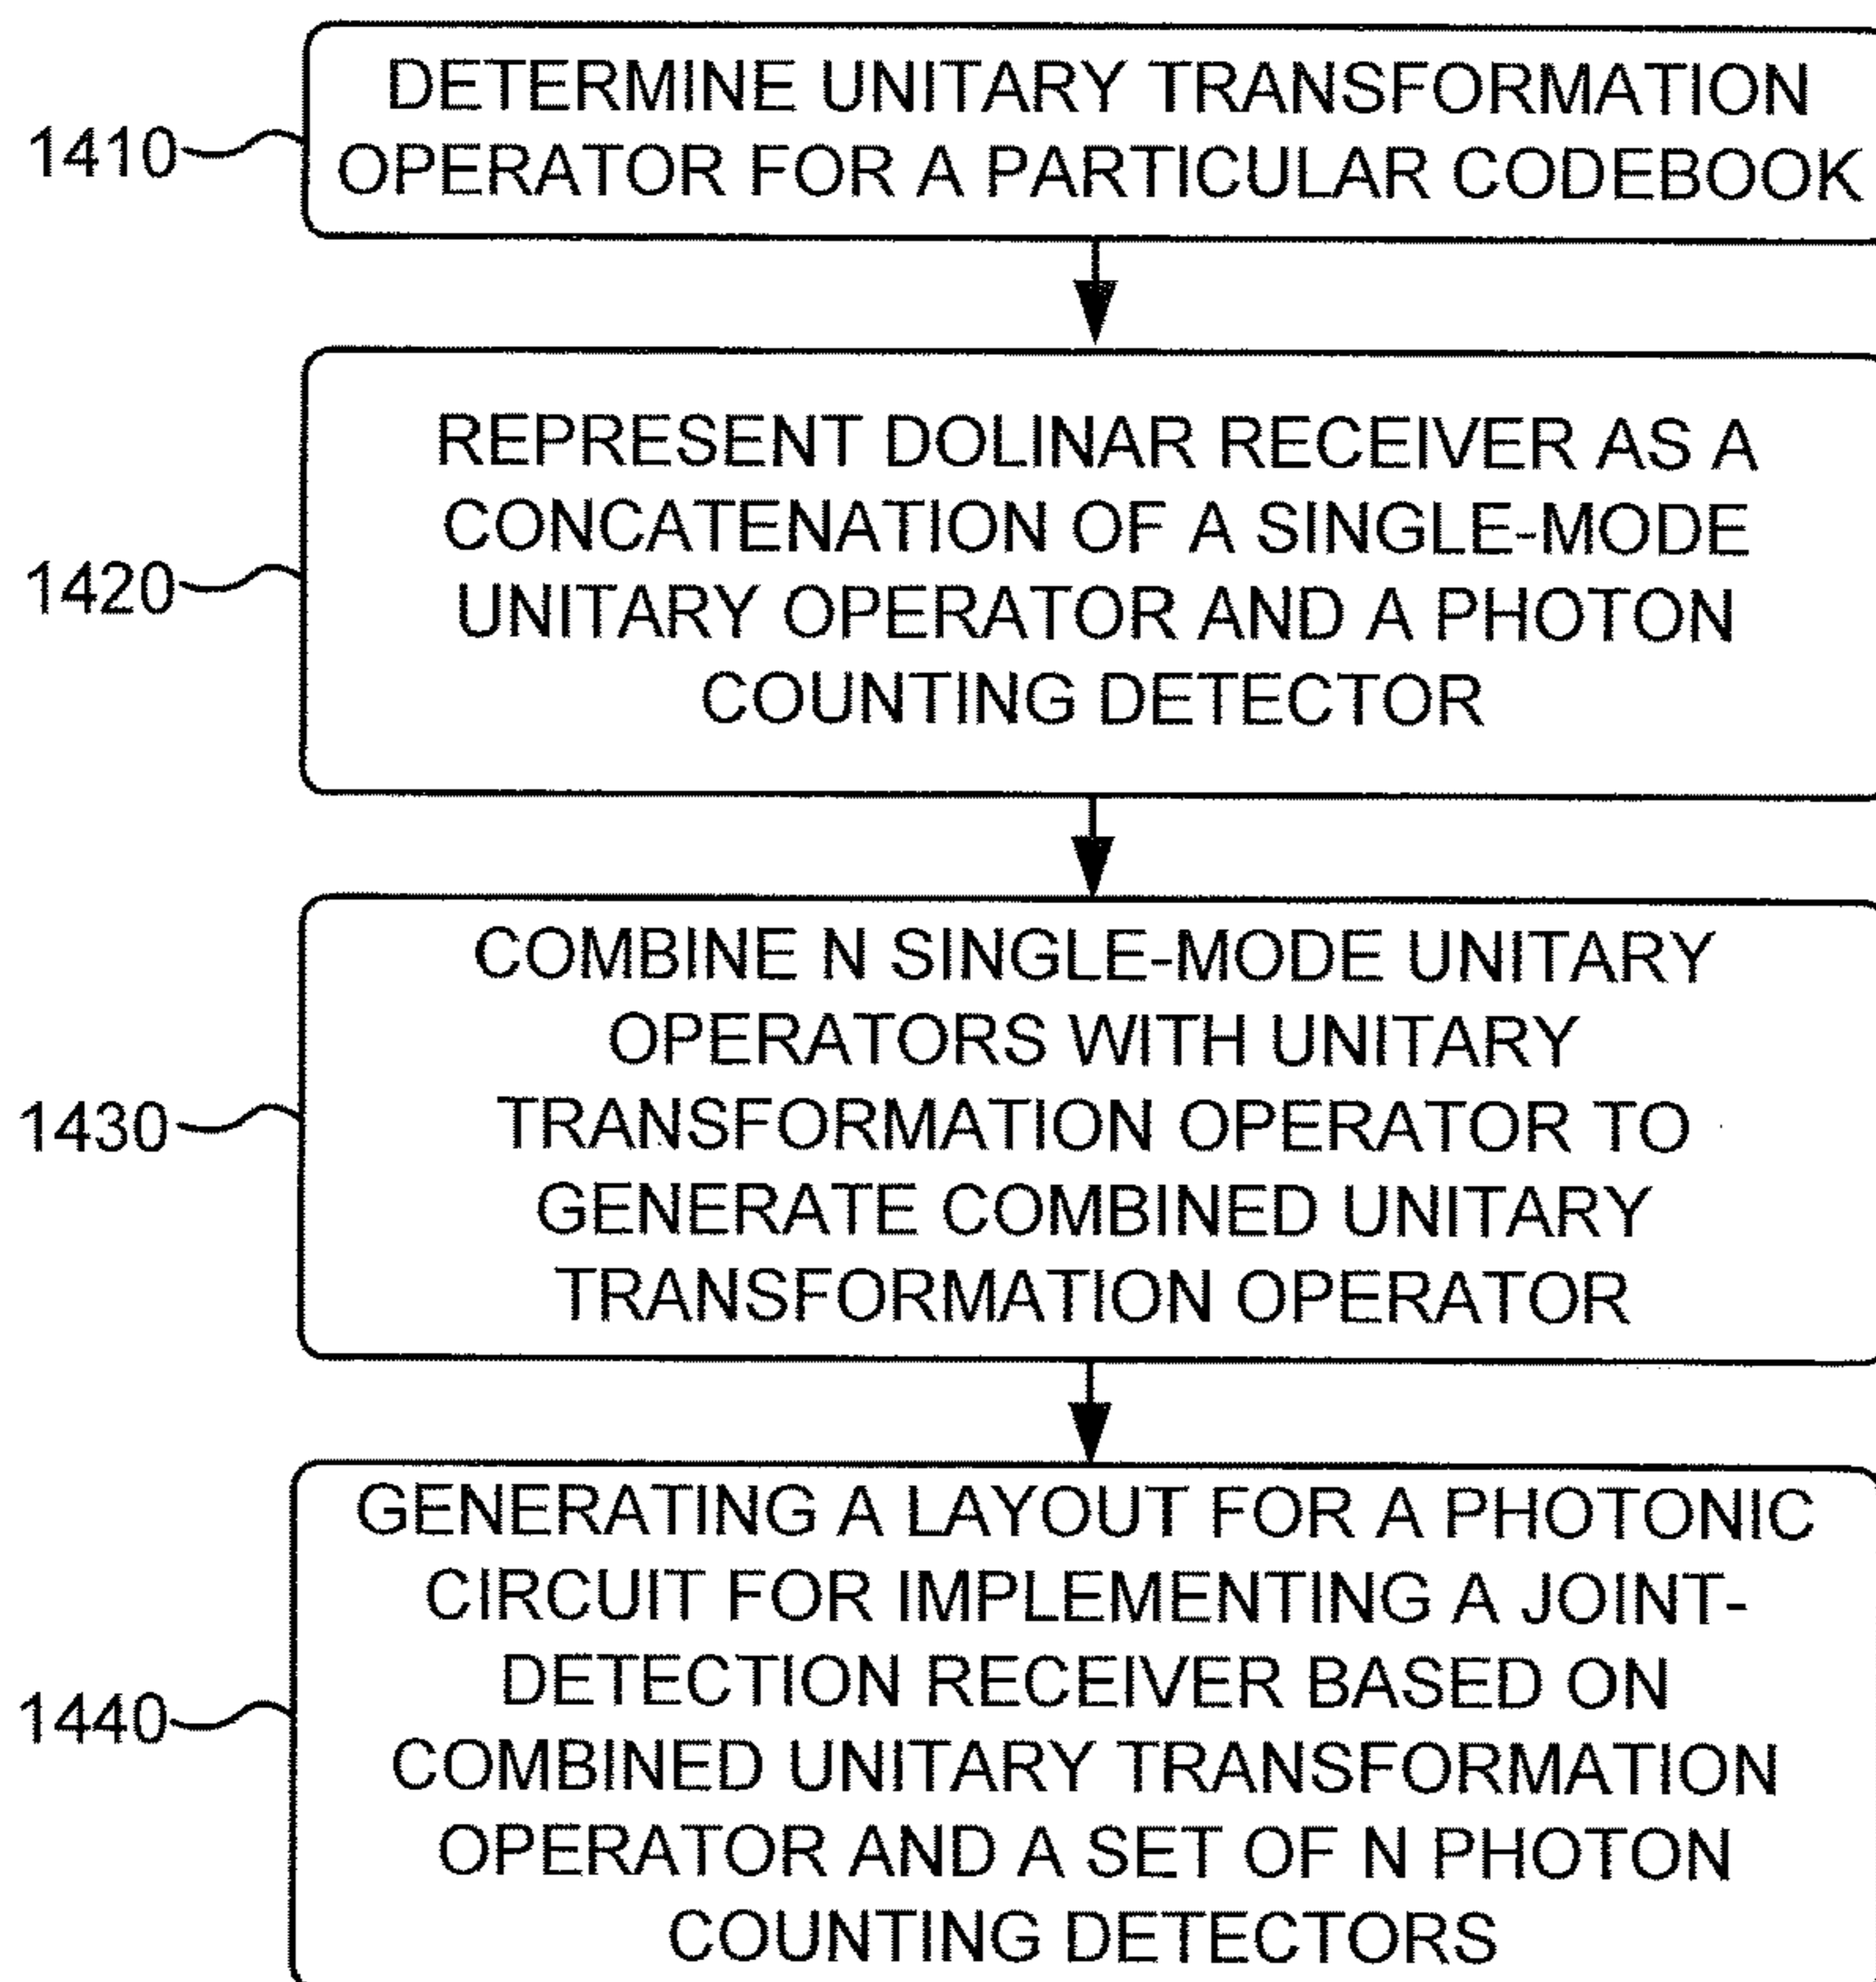 DETERMINE UNITARY TRANSFORMATION
1410
OPERATOR FOR A PARTICULAR CODEBOOK
REPRESENT DOLINAR RECEIVER AS A
CONCATENATION OF A SINGLE-MODE
1420
UNITARY OPERATOR AND A PHOTON
COUNTING DETECTOR
COMBINE N SINGLE-MODE UNITARY
OPERATORS WITH UNITARY
1430
TRANSFORMATION OPERATOR TO
GENERATE COMBINED UNITARY
TRANSFORMATION OPERATOR
GENERATING A LAYOUT FOR A PHOTONIC
CIRCUIT FOR IMPLEMENTING A JOINT-
DETECTION RECEIVER BASED ON
1440
COMBINED UNITARY TRANSFORMATION
OPERATOR AND A SET OF N PHOTON
COUNTING DETECTORS